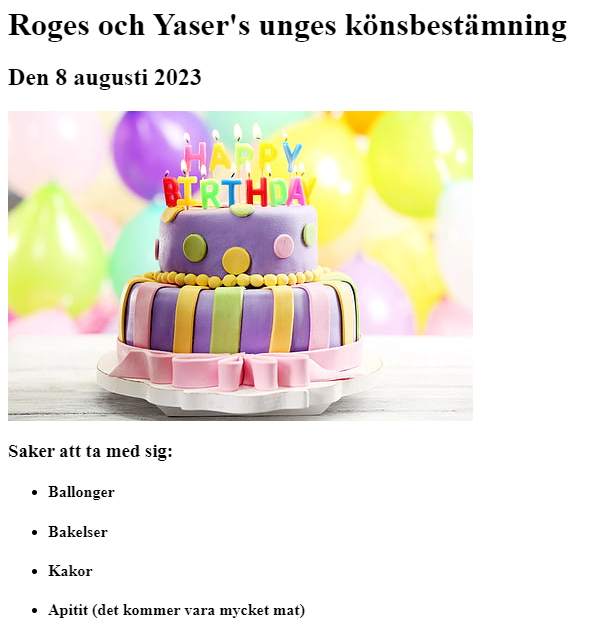 Roges och Yaser's unges könsbestämning
Den 8 augusti 2023
HAPPY
BIRTHDAY
Saker att ta med sig:
Ballonger
Bakelser
Kakor
Apitit (det kommer vara mycket mat)